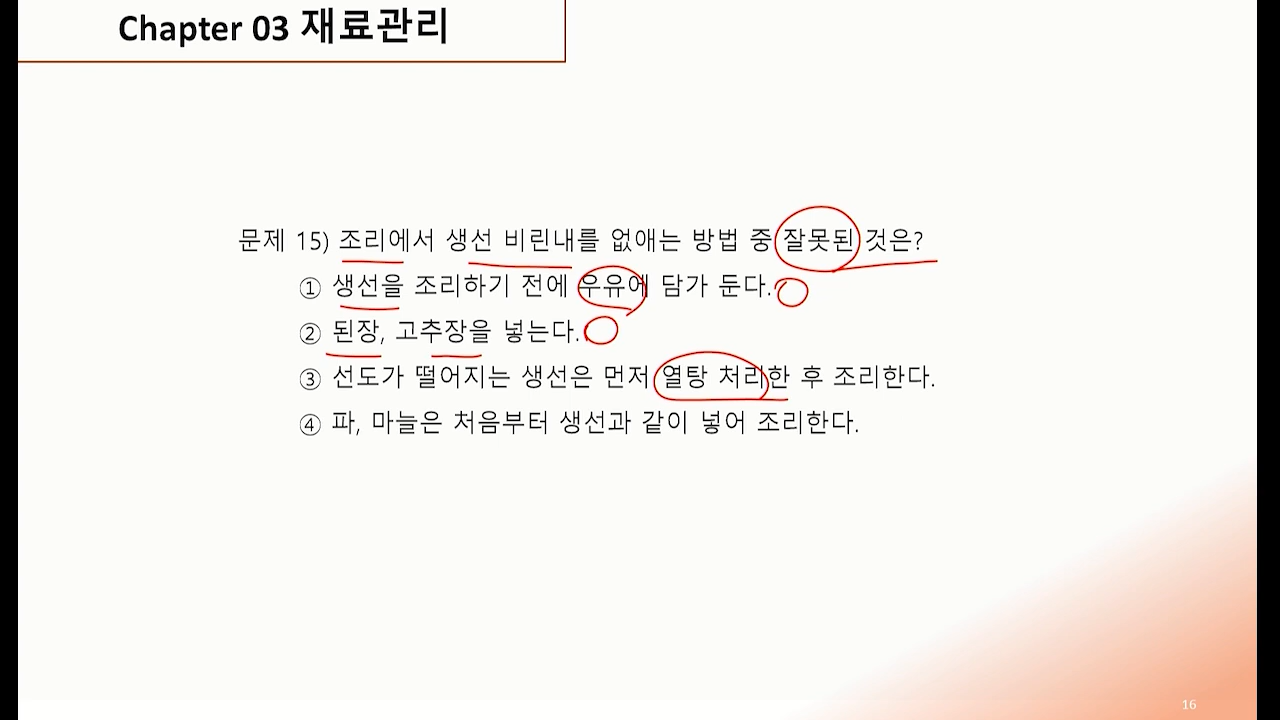 Chapter 03 재료관리
문제 15) 조리에서 생선 비린내를 없애는 방법 중 잘못된 것은?
① 생선을 조리하기 전에 우유에 담가 둔다.
② 된장, 고추장을 넣는다.
③ 선도가 떨어지는 생선은 먼저 열탕 처리한 후 조리한다.
④ 파, 마늘은 처음부터 생선과 같이 넣어 조리한다.
16